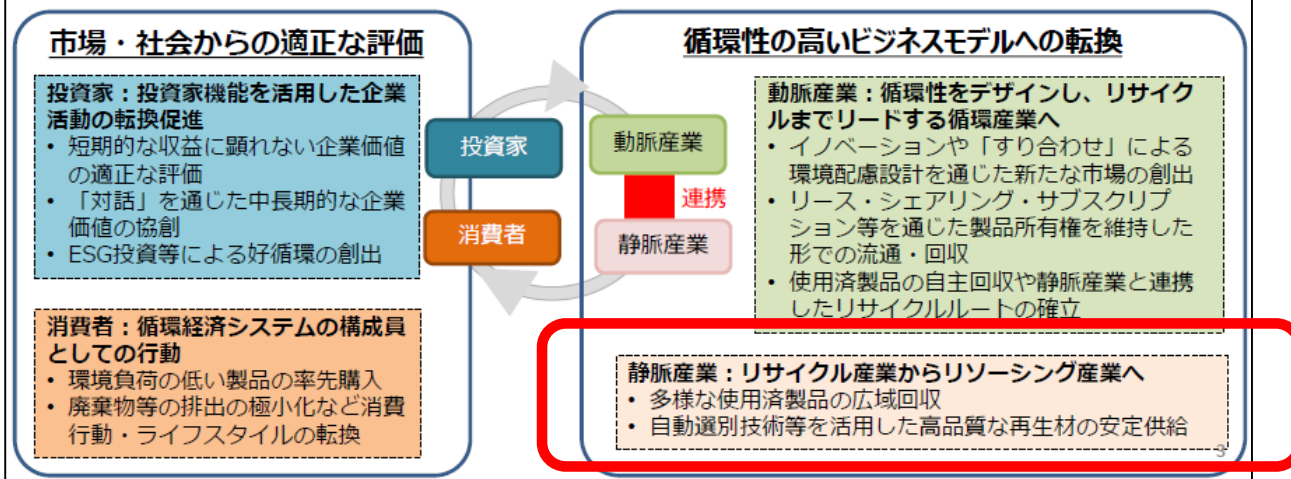 市場・社会からの適正な評価
投資家：投資家機能を活用した企業
活動の転換促進
• 短期的な収益に顕れない企業価値
の適正な評価
• 「対話」を通じた中長期的な企業
価値の協創
• ESG投資等による好循環の創出
消費者：循環経済システムの構成員
としての行動
• 環境負荷の低い製品の率先購入
• 廃棄物等の排出の極小化など消費
行動・ライフスタイルの転換
投資家
消費者
循環性の高いビジネスモデルへの転換
動脈産業
連携
静脈産業
動脈産業：循環性をデザインし、リサイク
ルまでリードする循環産業へ
• イノベーションや「すり合わせ」による
環境配慮設計を通じた新たな市場の創出
• リース・シェアリング・サブスクリプ
ション等を通じた製品所有権を維持した
形での流通・回収
• 使用済製品の自主回収や静脈産業と連携
したリサイクルルートの確立
静脈産業：リサイクル産業からリソーシング産業へ
• 多様な使用済製品の広域回収
• 自動選別技術等を活用した高品質な再生材の安定供給
3